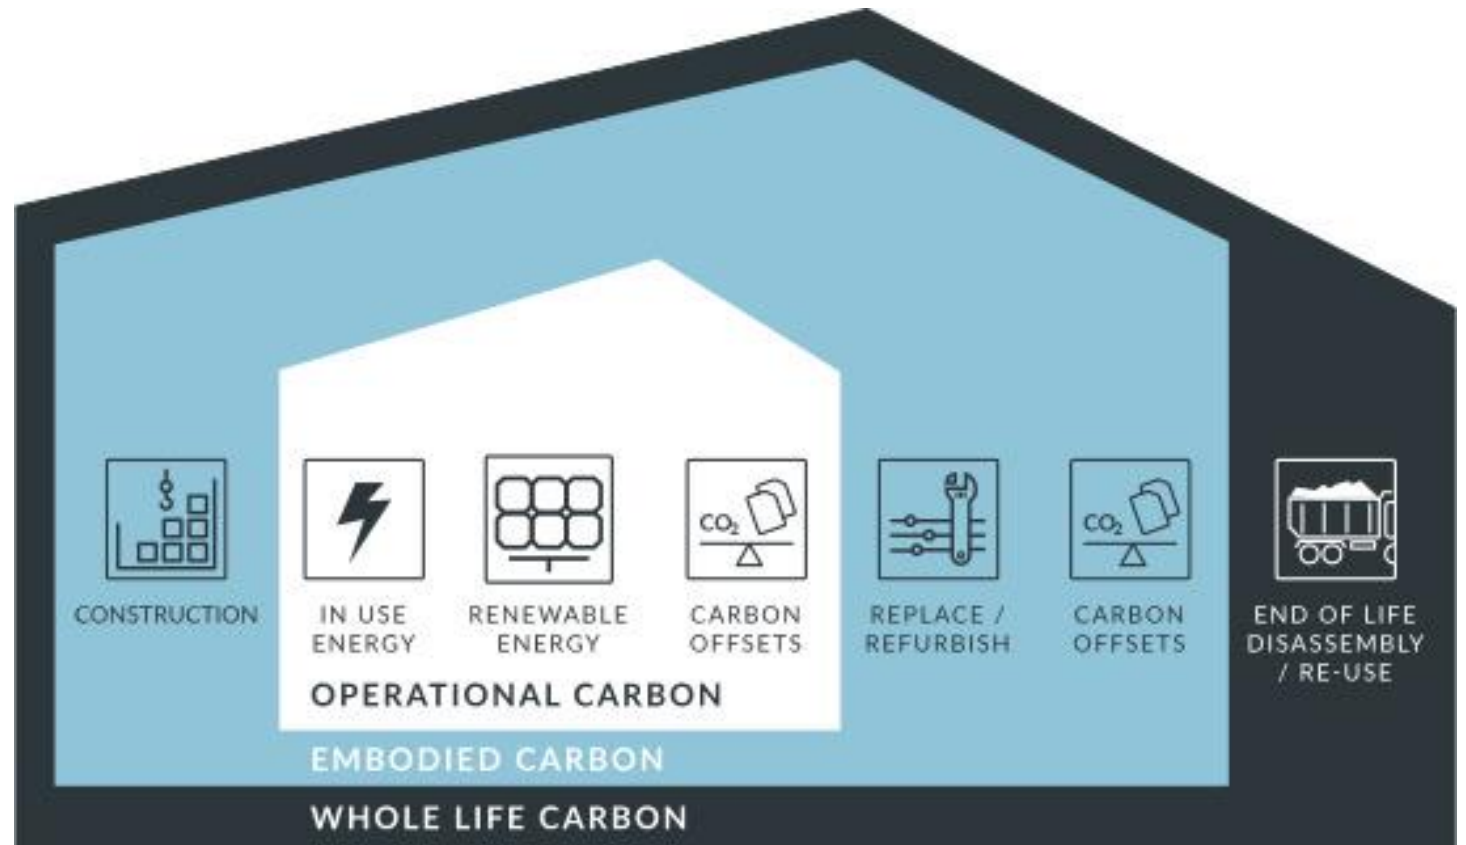 CO₂
CO₂
CONSTRUCTION
IN USE
ENERGY
RENEWABLE
ENERGY
CARBON
OFFSETS
REPLACE /
REFURBISH
CARBON
OFFSETS
END OF LIFE
DISASSEMBLY
/ RE-USE
OPERATIONAL CARBON
EMBODIED CARBON
WHOLE LIFE CARBON